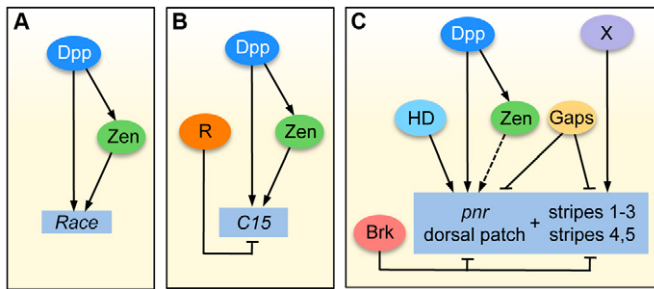 A
Dpp
Zen
Race
B
Dpp
R
Zen
C15
C
Dpp
X
HD
Zen
Gaps
pnr
dorsal patch
+
stripes 1-3
stripes 4,5
Brk